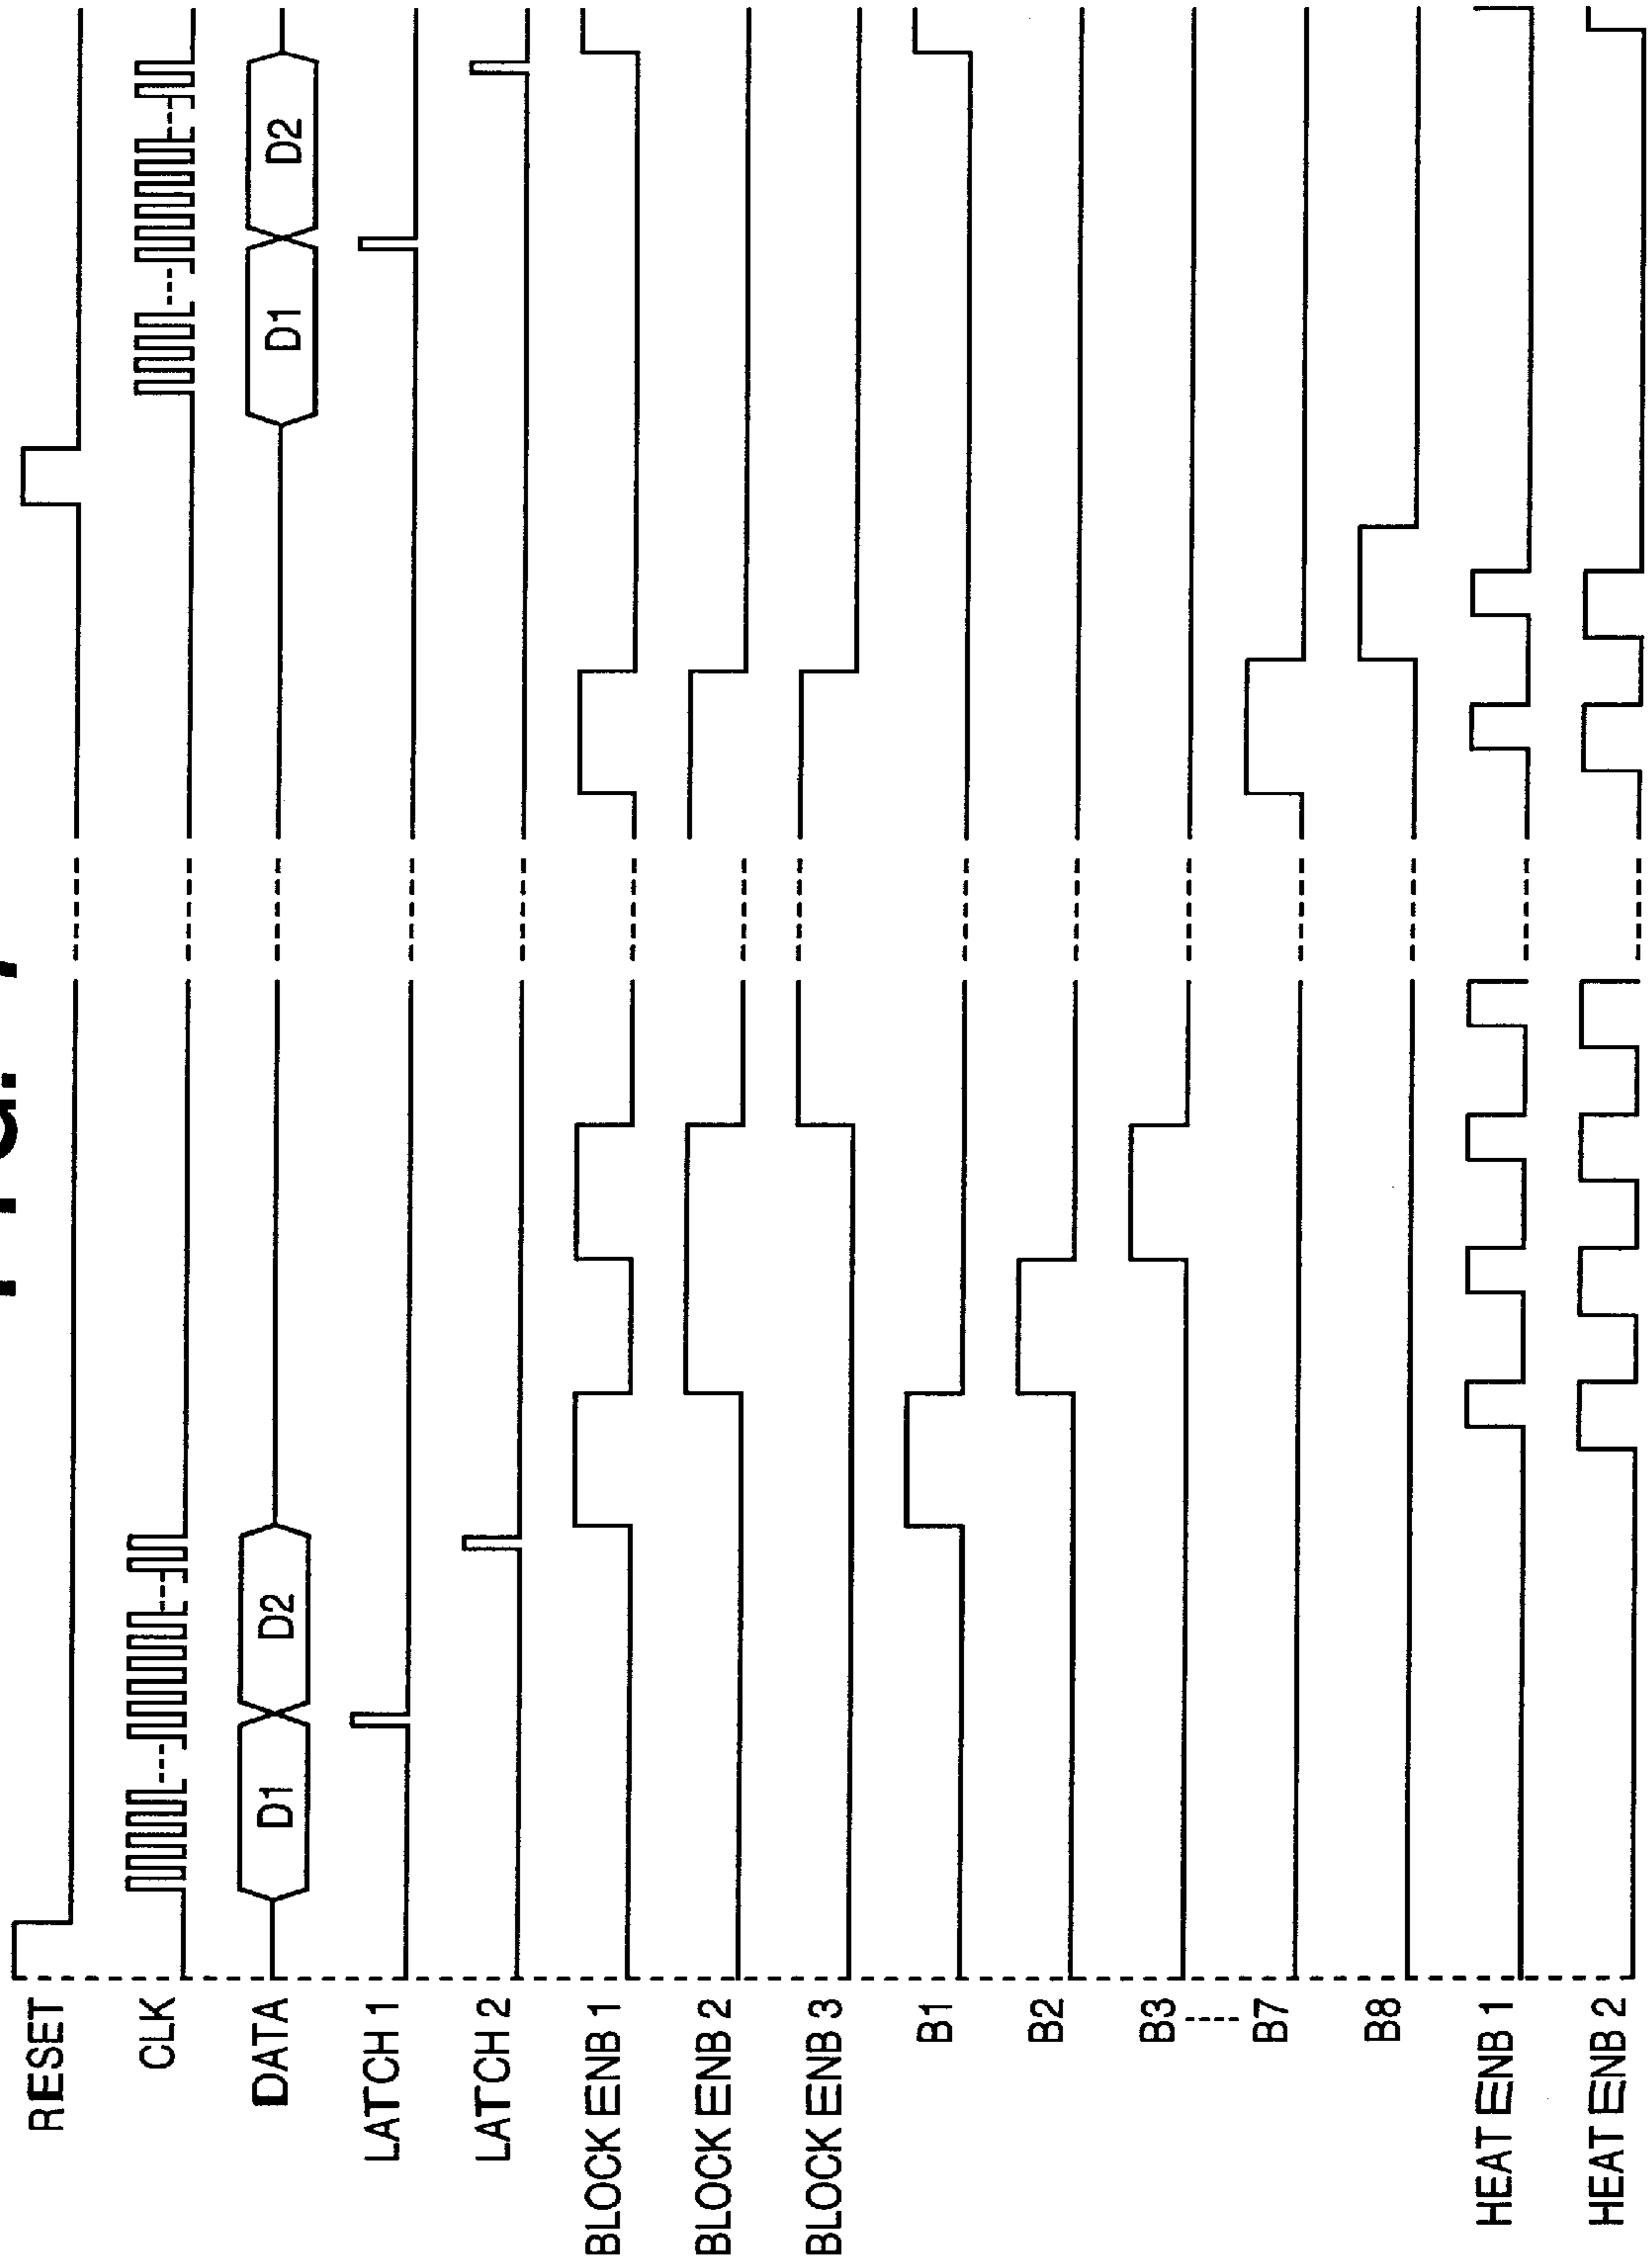 RESET
CLK
DATA
D1
D2
D1
D2
LATCH 1
LATCH 2
BLOCK ENB 1
BLOCK ENB 2
BLOCK ENB 3
B1
B2
B3
B7
B8
HEAT ENB 1
HEAT ENB 2